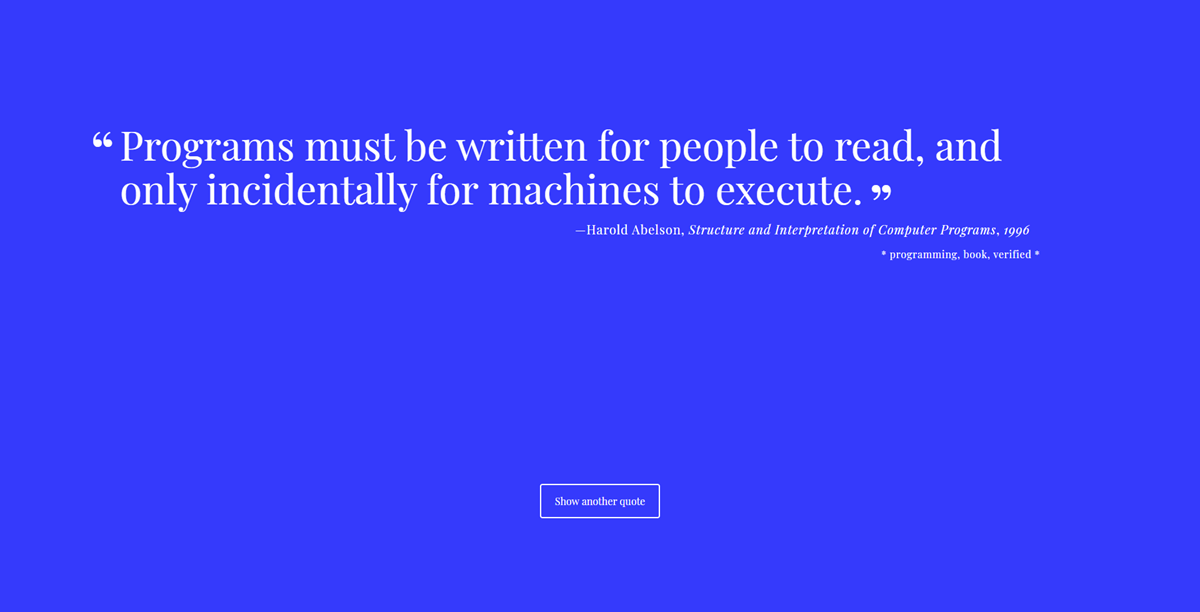 “ Programs must be written for people to read, and
only incidentally for machines to execute. ”
—Harold Abelson, Structure and Interpretation of Computer Programs, 1996
* programming, book, verified *
Show another quote